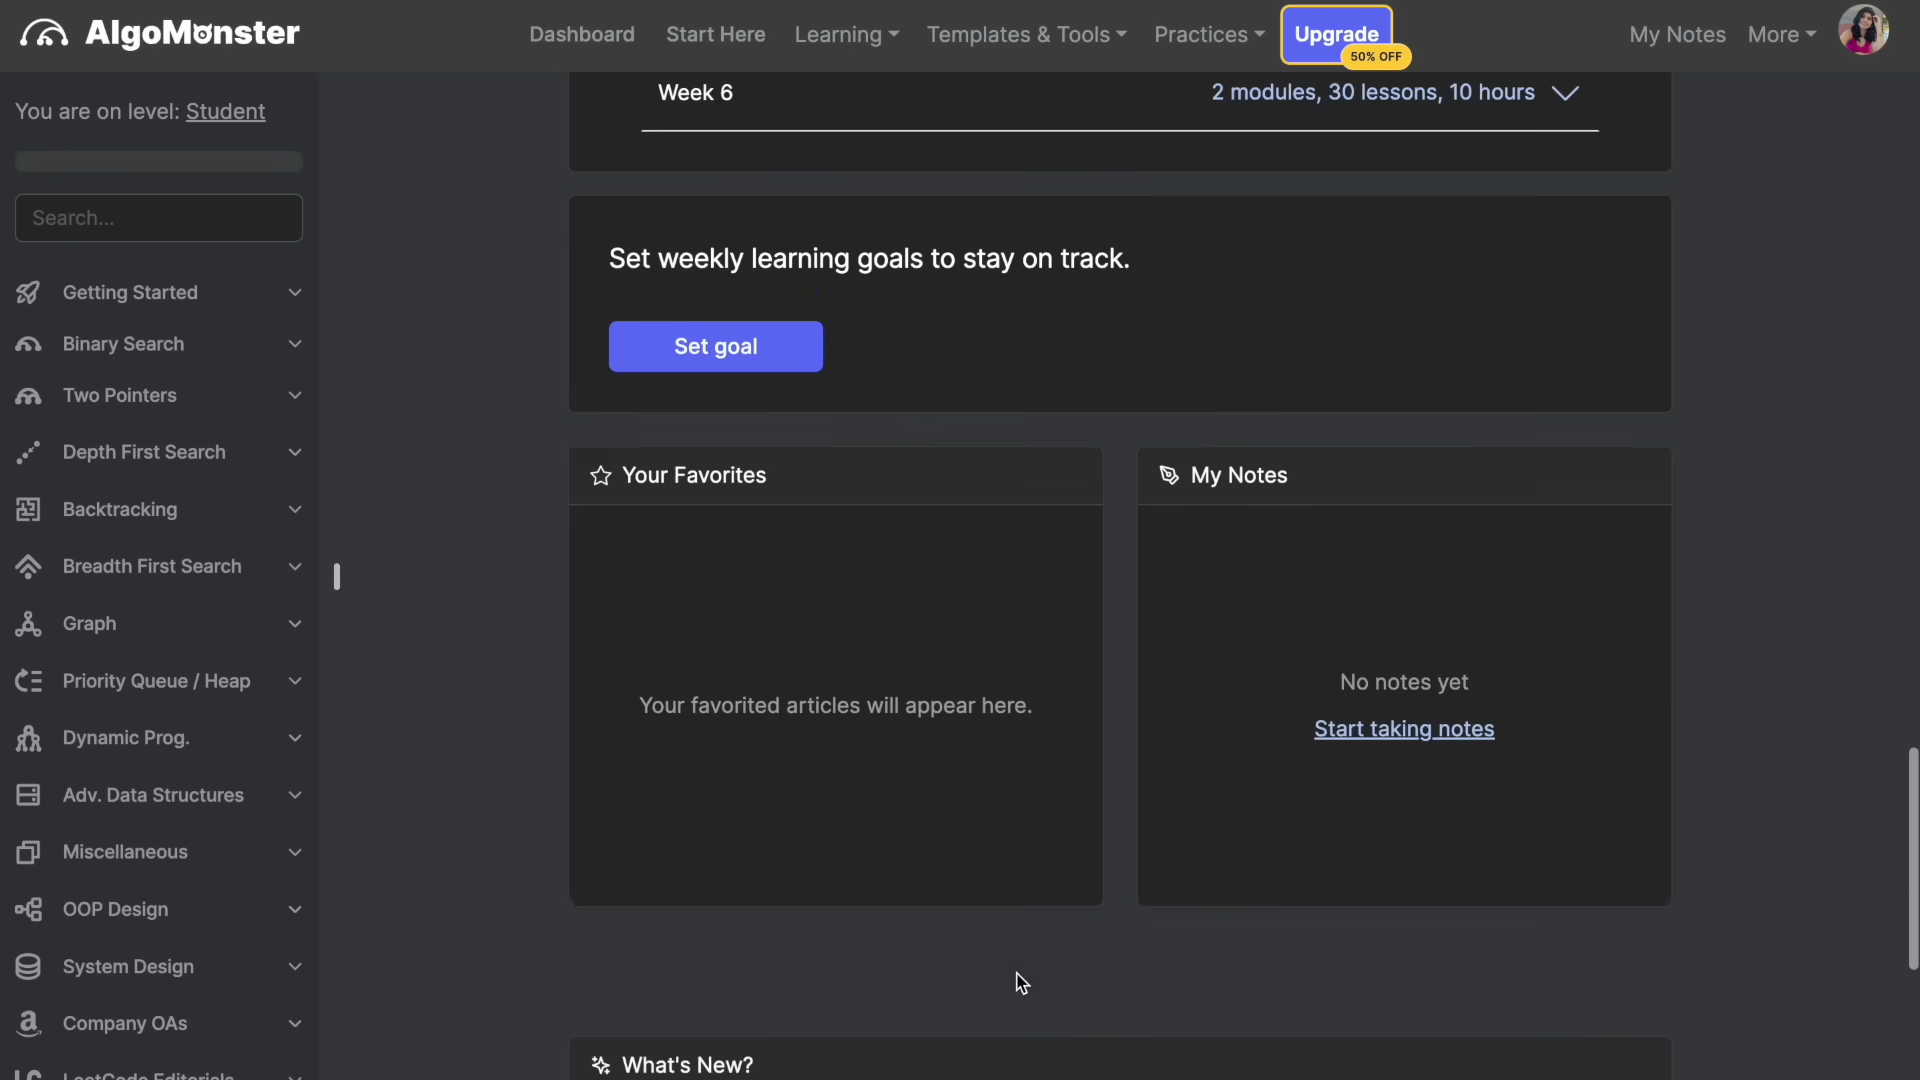 AlgoMonster
Dashboard
Start Here
Learning
Templates & Tools
Practices
Upgrade
50% OFF
My Notes
More
You are on level: Student
Search...
Getting Started
Binary Search
Two Pointers
Depth First Search
Backtracking
Breadth First Search
Graph
Priority Queue / Heap
Dynamic Prog.
Adv. Data Structures
Miscellaneous
OOP Design
System Design
Company OAs
LeetCode Editorials
Week 6
2 modules, 30 lessons, 10 hours
Set weekly learning goals to stay on track.
Set goal
Your Favorites
Your favorited articles will appear here.
My Notes
No notes yet
Start taking notes
What's New?